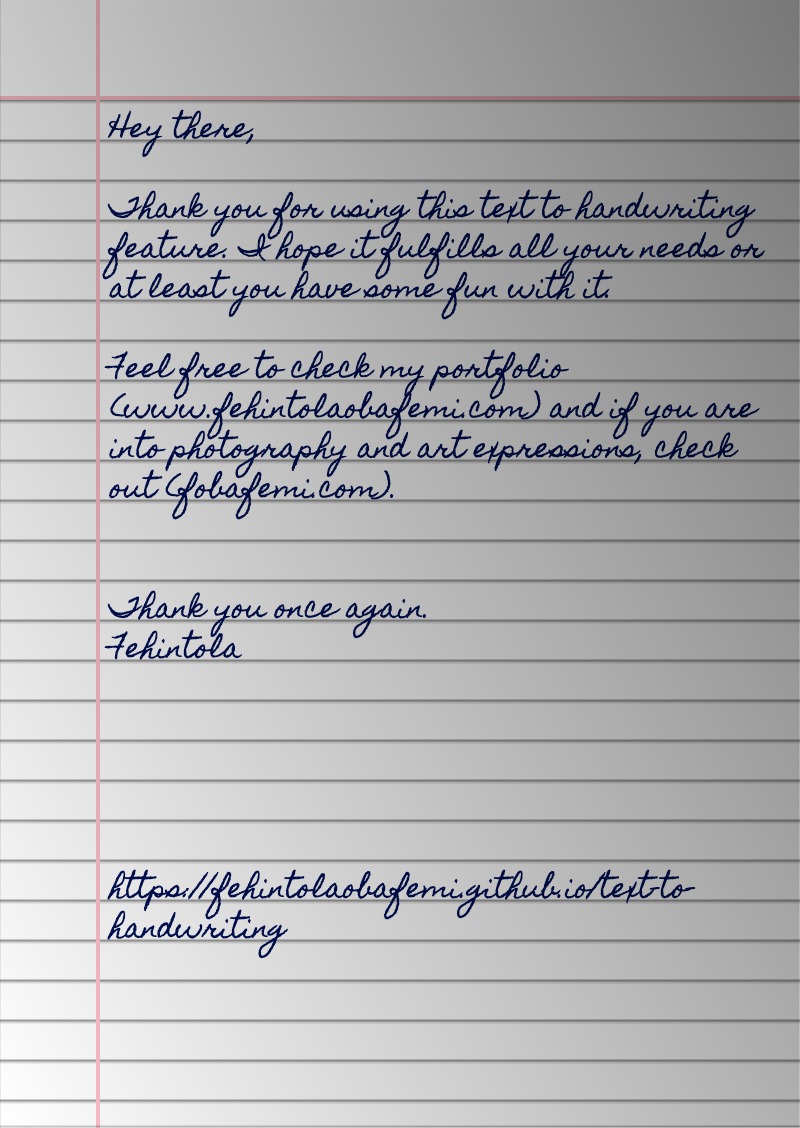 Hey there,
Thank you for using this text to handwriting
feature. I hope it fulfills all your needs or
at least you have some fun with it.
Feel free to check my portfolio
(www.fehintolaobafemi.com) and if you are
into photography and art expressions, check
out (fobafemi.com).
Thank you once again.
Fehintola
https://fehintolaobafemi.github.io/text-to-
handwriting